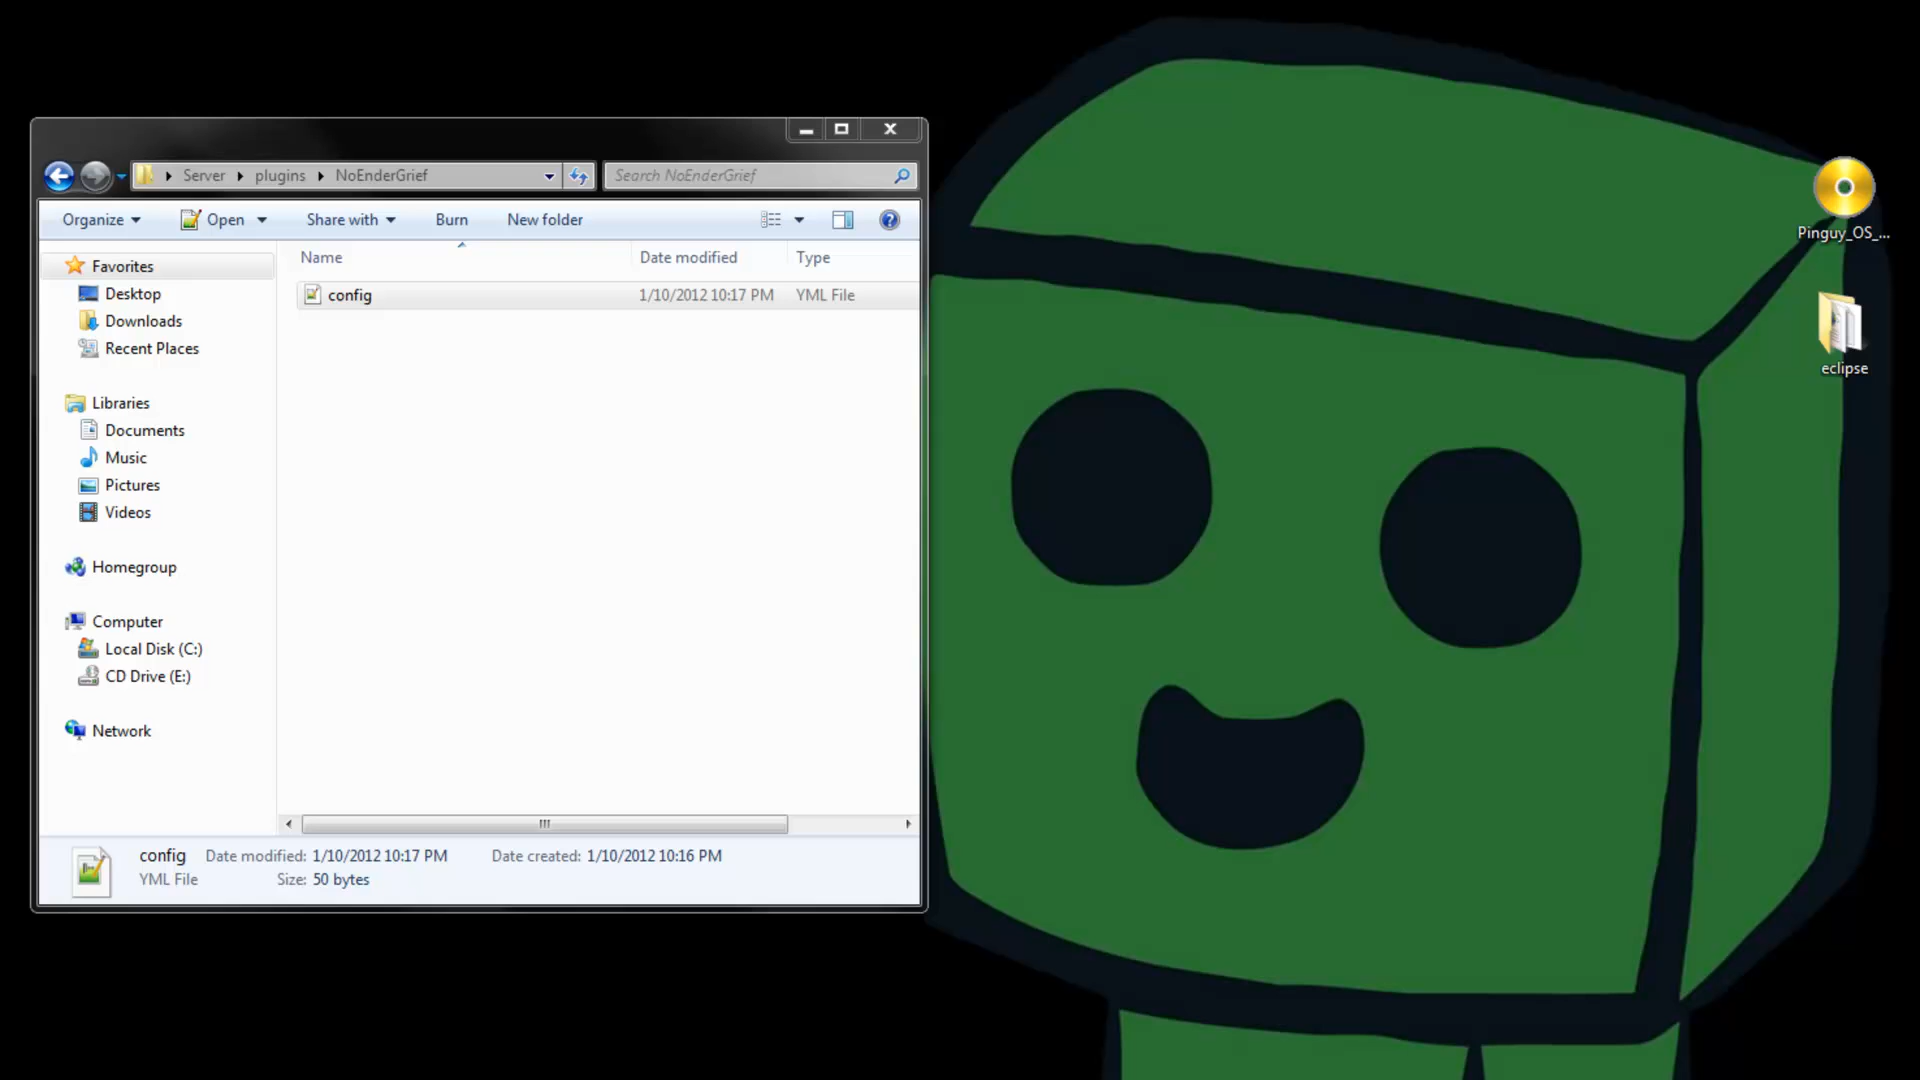 Server plugins NoEnderGrief
Search NoEnderGrief
Organize Open Share with Burn New folder
Name Date modified Type
config 1/10/2012 10:17 PM YML File
Favorites
Desktop
Downloads
Recent Places
Libraries
Documents
Music
Pictures
Videos
Homegroup
Computer
Local Disk (C:)
CD Drive (E:)
Network
config Date modified: 1/10/2012 10:17 PM Date created: 1/10/2012 10:16 PM
YML File Size: 50 bytes
Pinguy_OS_...
eclipse